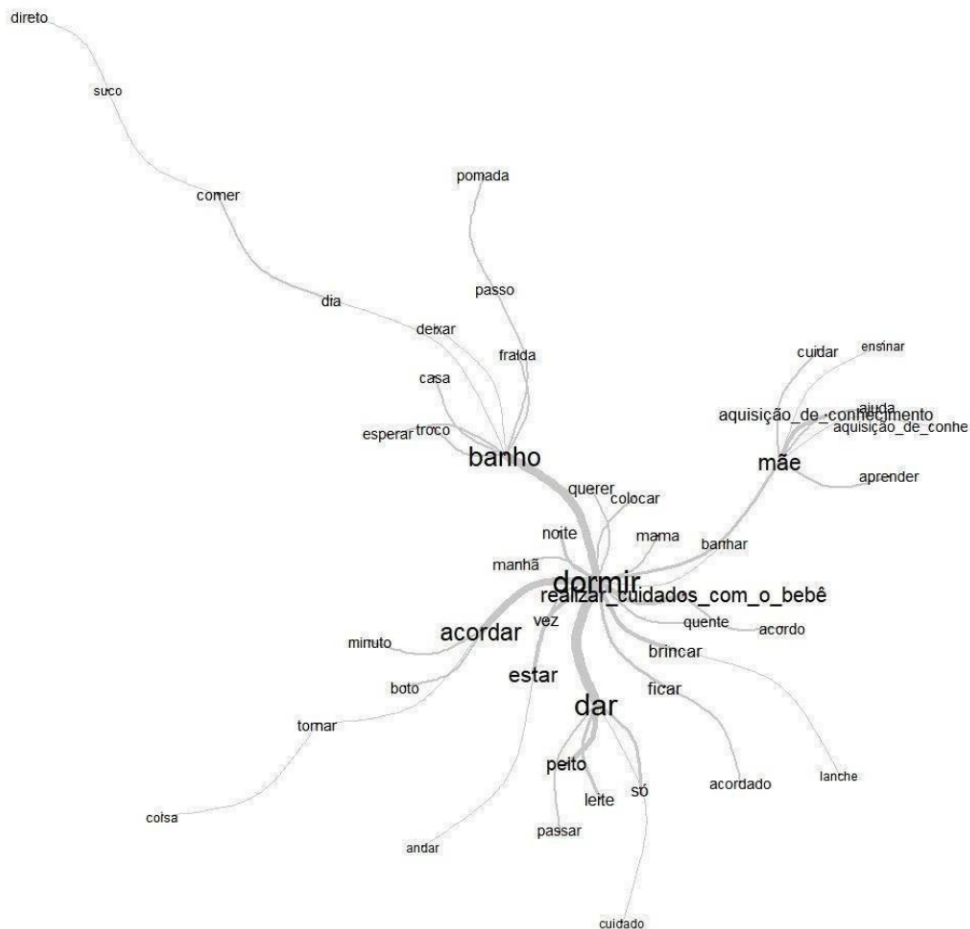 direto
suco
pomada
comer
passo
dia
deixar
fralda
cuidar
ensinar
casa
ajuda
aquisição_de_conhecimento
esperar
troco
aquisição_de_conhe
banho
mãe
aprender
querer
colocar
noite
mama
banhar
manhã
dormir
realizar_cuidados_com_o_bebê
vez
quente
acordo
minuto
acordar
brincar
estar
boto
ficar
dar
tomar
peito
lanche
acordado
só
leite
coisa
passar
andar
cuidado